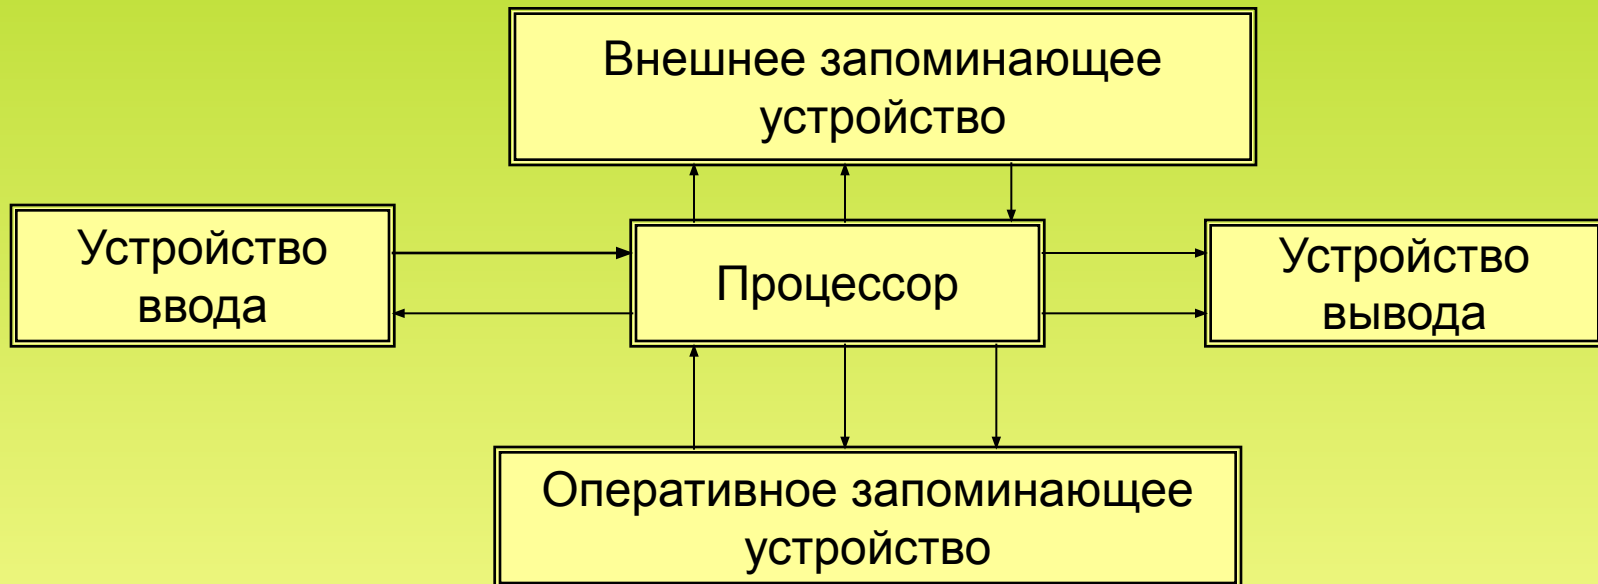 Внешнее запоминающее
устройство
Устройство
ввода
Процессор
Устройство
вывода
Оперативное запоминающее
устройство